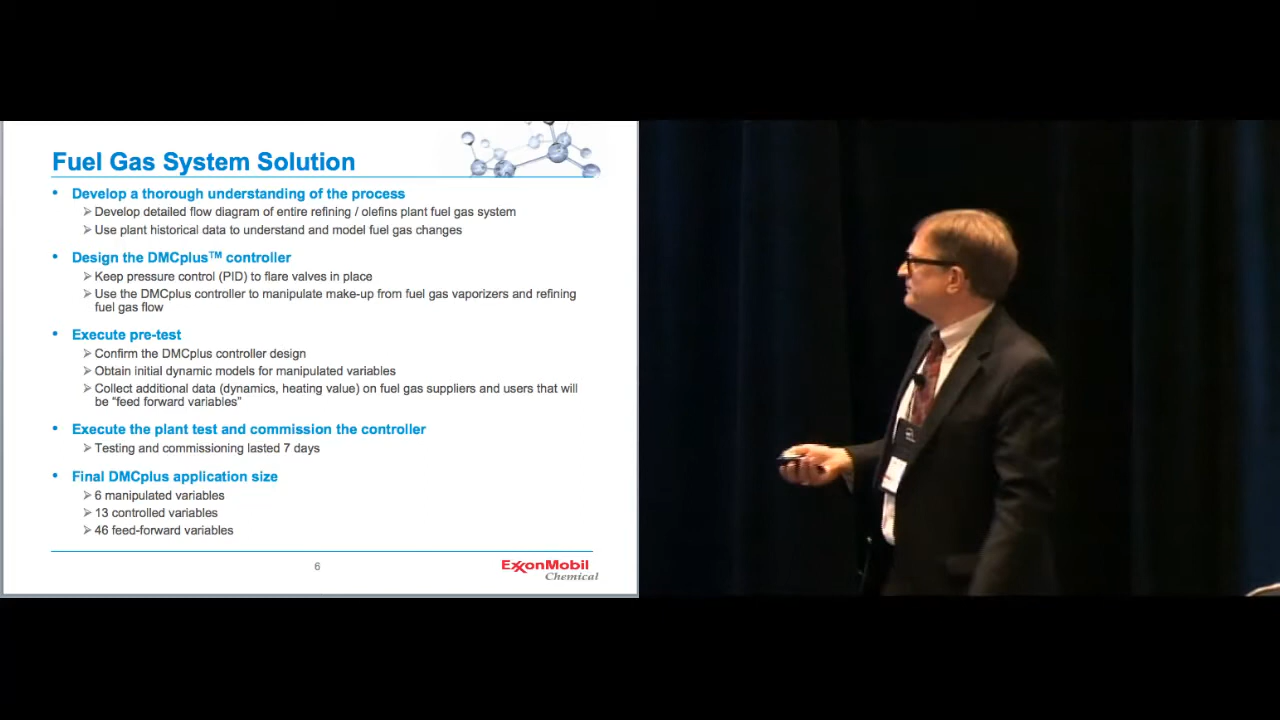 Fuel Gas System Solution
• Develop a thorough understanding of the process
➢ Develop detailed flow diagram of entire refining / olefins plant fuel gas system
➢ Use plant historical data to understand and model fuel gas changes
• Design the DMCplus™ controller
➢ Keep pressure control (PID) to flare valves in place
➢ Use the DMCplus controller to manipulate make-up from fuel gas vaporizers and refining
fuel gas flow
• Execute pre-test
➢ Confirm the DMCplus controller design
➢ Obtain initial dynamic models for manipulated variables
➢ Collect additional data (dynamics, heating value) on fuel gas suppliers and users that will
be “feed forward variables”
• Execute the plant test and commission the controller
➢ Testing and commissioning lasted 7 days
• Final DMCplus application size
➢ 6 manipulated variables
➢ 13 controlled variables
➢ 46 feed-forward variables
6
ExxonMobil
Chemical